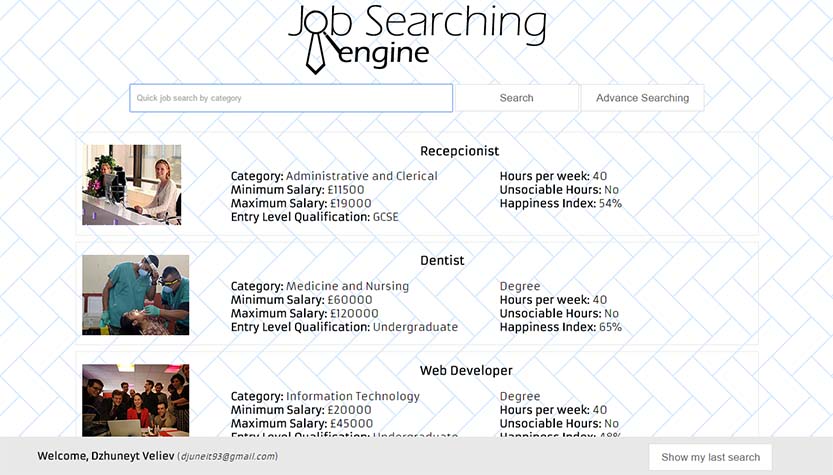 Job Searching
engine
Quick job search by category
Search
Advance Searching
Recepcionist
Category: Administrative and Clerical
Minimum Salary: £11500
Maximum Salary: £19000
Entry Level Qualification: GCSE
Hours per week: 40
Unsociable Hours: No
Happiness Index: 54%
Dentist
Category: Medicine and Nursing
Minimum Salary: £60000
Maximum Salary: £120000
Entry Level Qualification: Undergraduate
Degree
Hours per week: 40
Unsociable Hours: No
Happiness Index: 65%
Web Developer
Category: Information Technology
Minimum Salary: £20000
Maximum Salary: £45000
Entry Level Qualification: Undergraduate
Degree
Hours per week: 40
Unsociable Hours: No
Happiness Index: 48%
Welcome, Dzhuneyt Veliev (djuneit93@gmail.com)
Show my last search